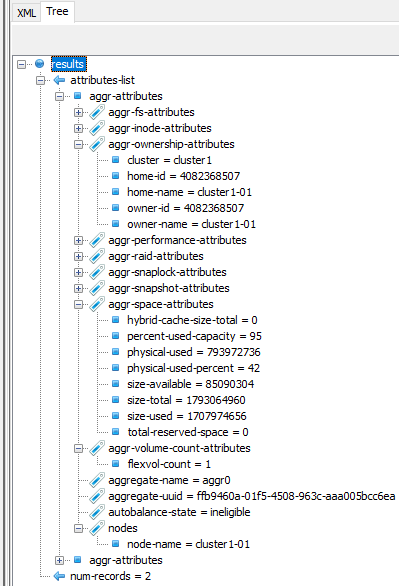 XML Tree
results
attributes-list
aggr-attributes
aggr-fs-attributes
aggr-inode-attributes
aggr-ownership-attributes
cluster = cluster1
home-id = 4082368507
home-name = cluster1-01
owner-id = 4082368507
owner-name = cluster1-01
aggr-performance-attributes
aggr-raid-attributes
aggr-snaplock-attributes
aggr-snapshot-attributes
aggr-space-attributes
hybrid-cache-size-total = 0
percent-used-capacity = 95
physical-used = 793972736
physical-used-percent = 42
size-available = 85090304
size-total = 1793064960
size-used = 1707974656
total-reserved-space = 0
aggr-volume-count-attributes
flexvol-count = 1
aggregate-name = aggr0
aggregate-uuid = ffb9460a-01f5-4508-963c-aaa005bcc6ea
autobalance-state = ineligible
nodes
node-name = cluster1-01
aggr-attributes
num-records = 2